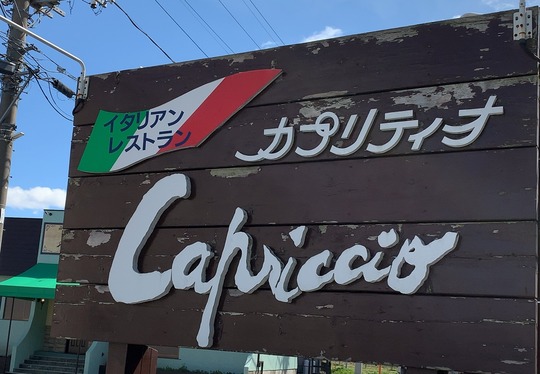 イタリアン
レストラン
カプリティオ
Capriccio